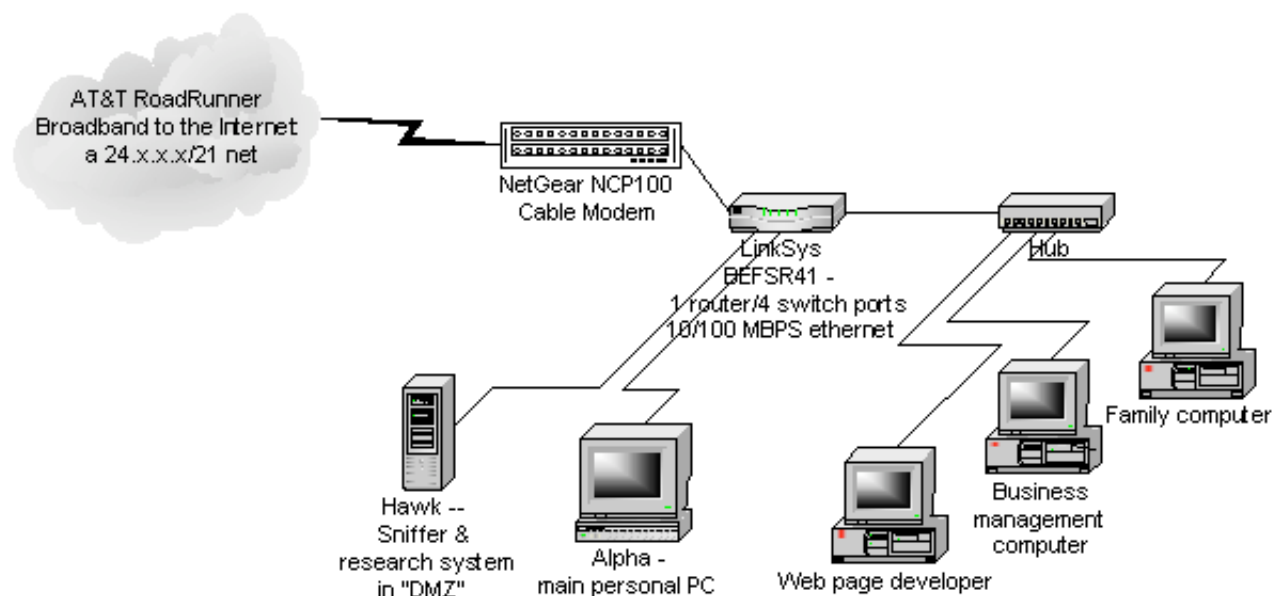 AT&T RoadRunner
Broadband to the Internet
a 24.x.x.x/21 net
NetGear NCP100
Cable Modem
LinkSys
BEFSR41 -
1 router/4 switch ports
10/100 MBPS ethernet
Hub
Family computer
Business
management
computer
Web page developer
Alpha -
main personal PC
Hawk --
Sniffer &
research system
in "DMZ"